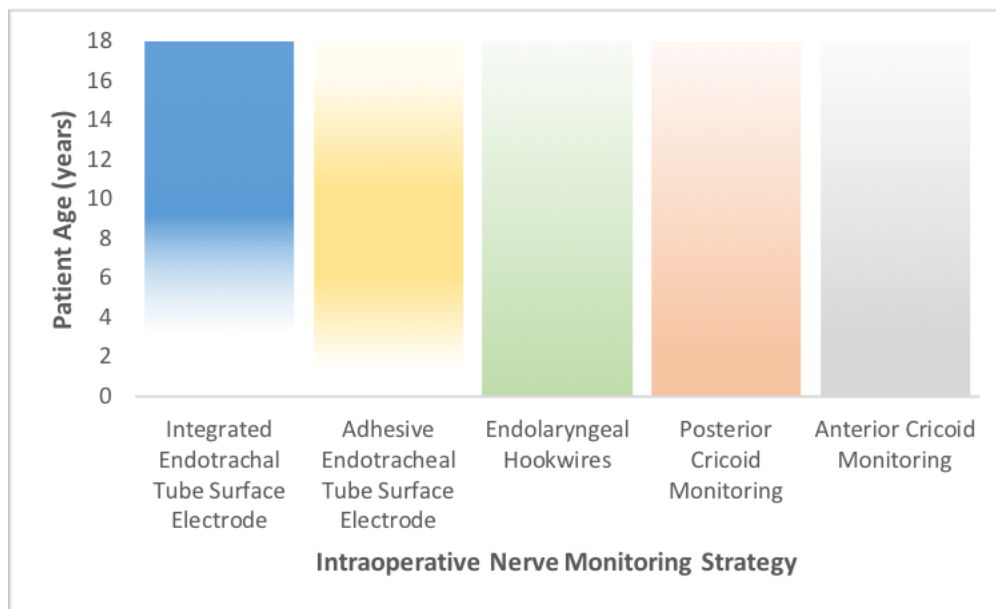 Patient Age (years)
18
16
14
12
10
8
6
4
2
0
Integrated
Endotrachal
Tube Surface
Electrode
Adhesive
Endotracheal
Tube Surface
Electrode
Endolaryngeal
Hookwires
Posterior
Cricoid
Monitoring
Anterior Cricoid
Monitoring
Intraoperative Nerve Monitoring Strategy